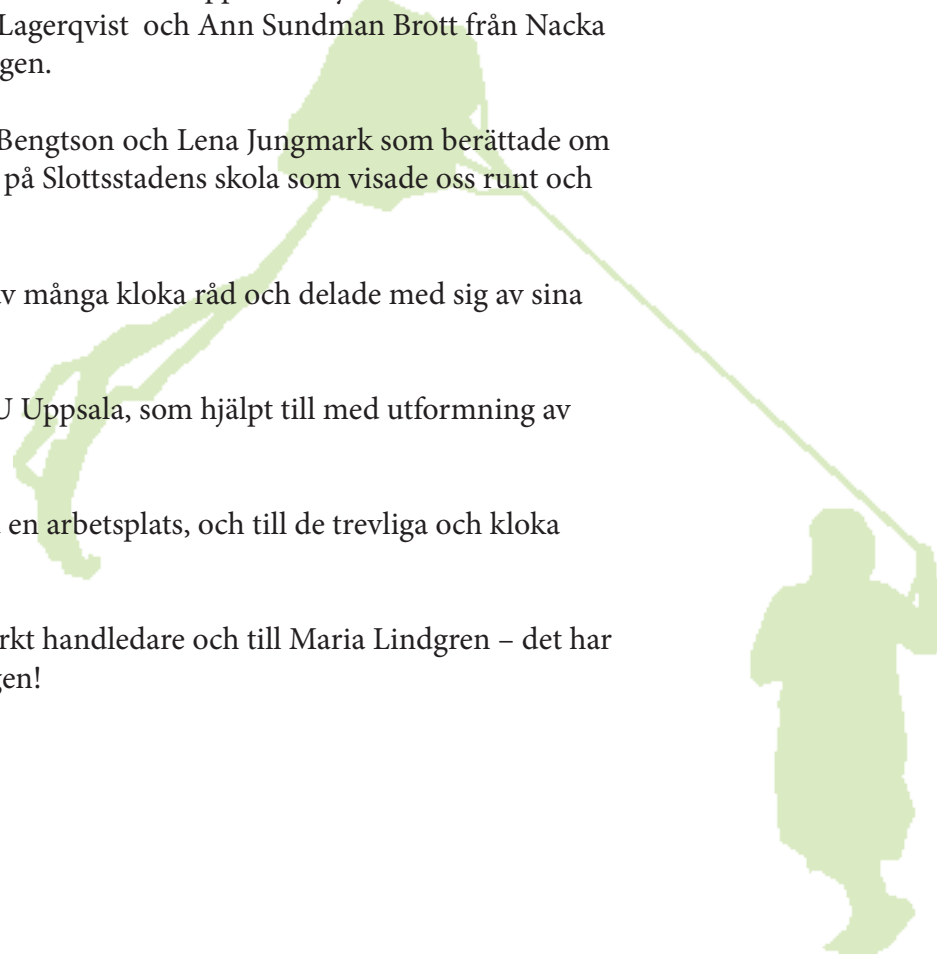 Lagerqvist och Ann Sundman Brott från Nacka
gen.
Bengtson och Lena Jungmark som berättade om
på Slottsstadens skola som visade oss runt och
av många kloka råd och delade med sig av sina
U Uppsala, som hjälpt till med utformning av
en arbetsplats, och till de trevliga och kloka
rkt handledare och till Maria Lindgren – det har
gen!